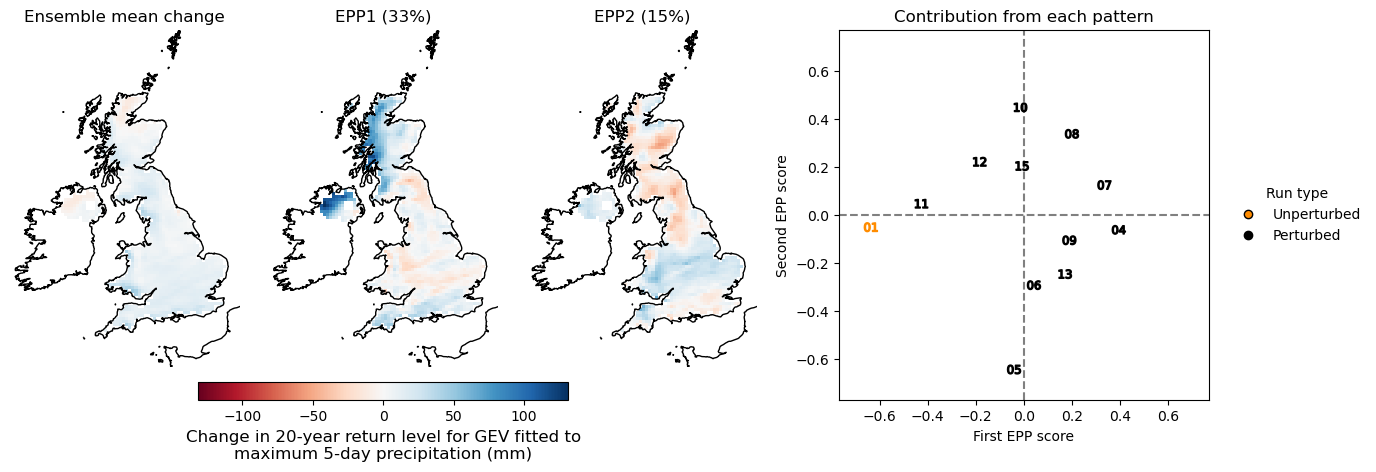 Ensemble mean change
EPP1 (33%)
EPP2 (15%)
Contribution from each pattern
−100 −50 0 50 100
Change in 20-year return level for GEV fitted to
maximum 5-day precipitation (mm)
Second EPP score
0.6
0.4
0.2
0.0
−0.2
−0.4
−0.6
10
08
12
15
07
11
01
04
09
13
06
05
−0.6 −0.4 −0.2 0.0 0.2 0.4 0.6
First EPP score
Run type
Unperturbed
Perturbed